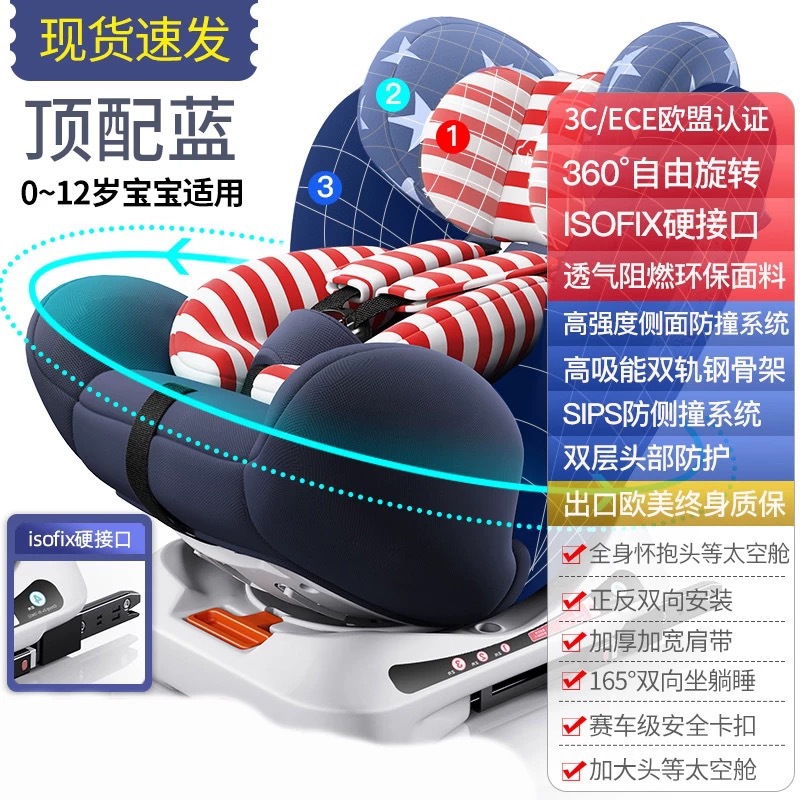 现货速发
顶配蓝
0~12岁宝宝适用
2
1
3
3C/ECE欧盟认证
360°自由旋转
ISOFIX硬接口
透气阻燃环保面料
高强度侧面防撞系统
高吸能双轨钢骨架
SIPS防侧撞系统
双层头部防护
出口欧美终身质保
全身怀抱头等太空舱
正反双向安装
加厚加宽肩带
165°双向坐躺睡
赛车级安全卡扣
加大头等太空舱
isofix硬接口
4
3 2 1